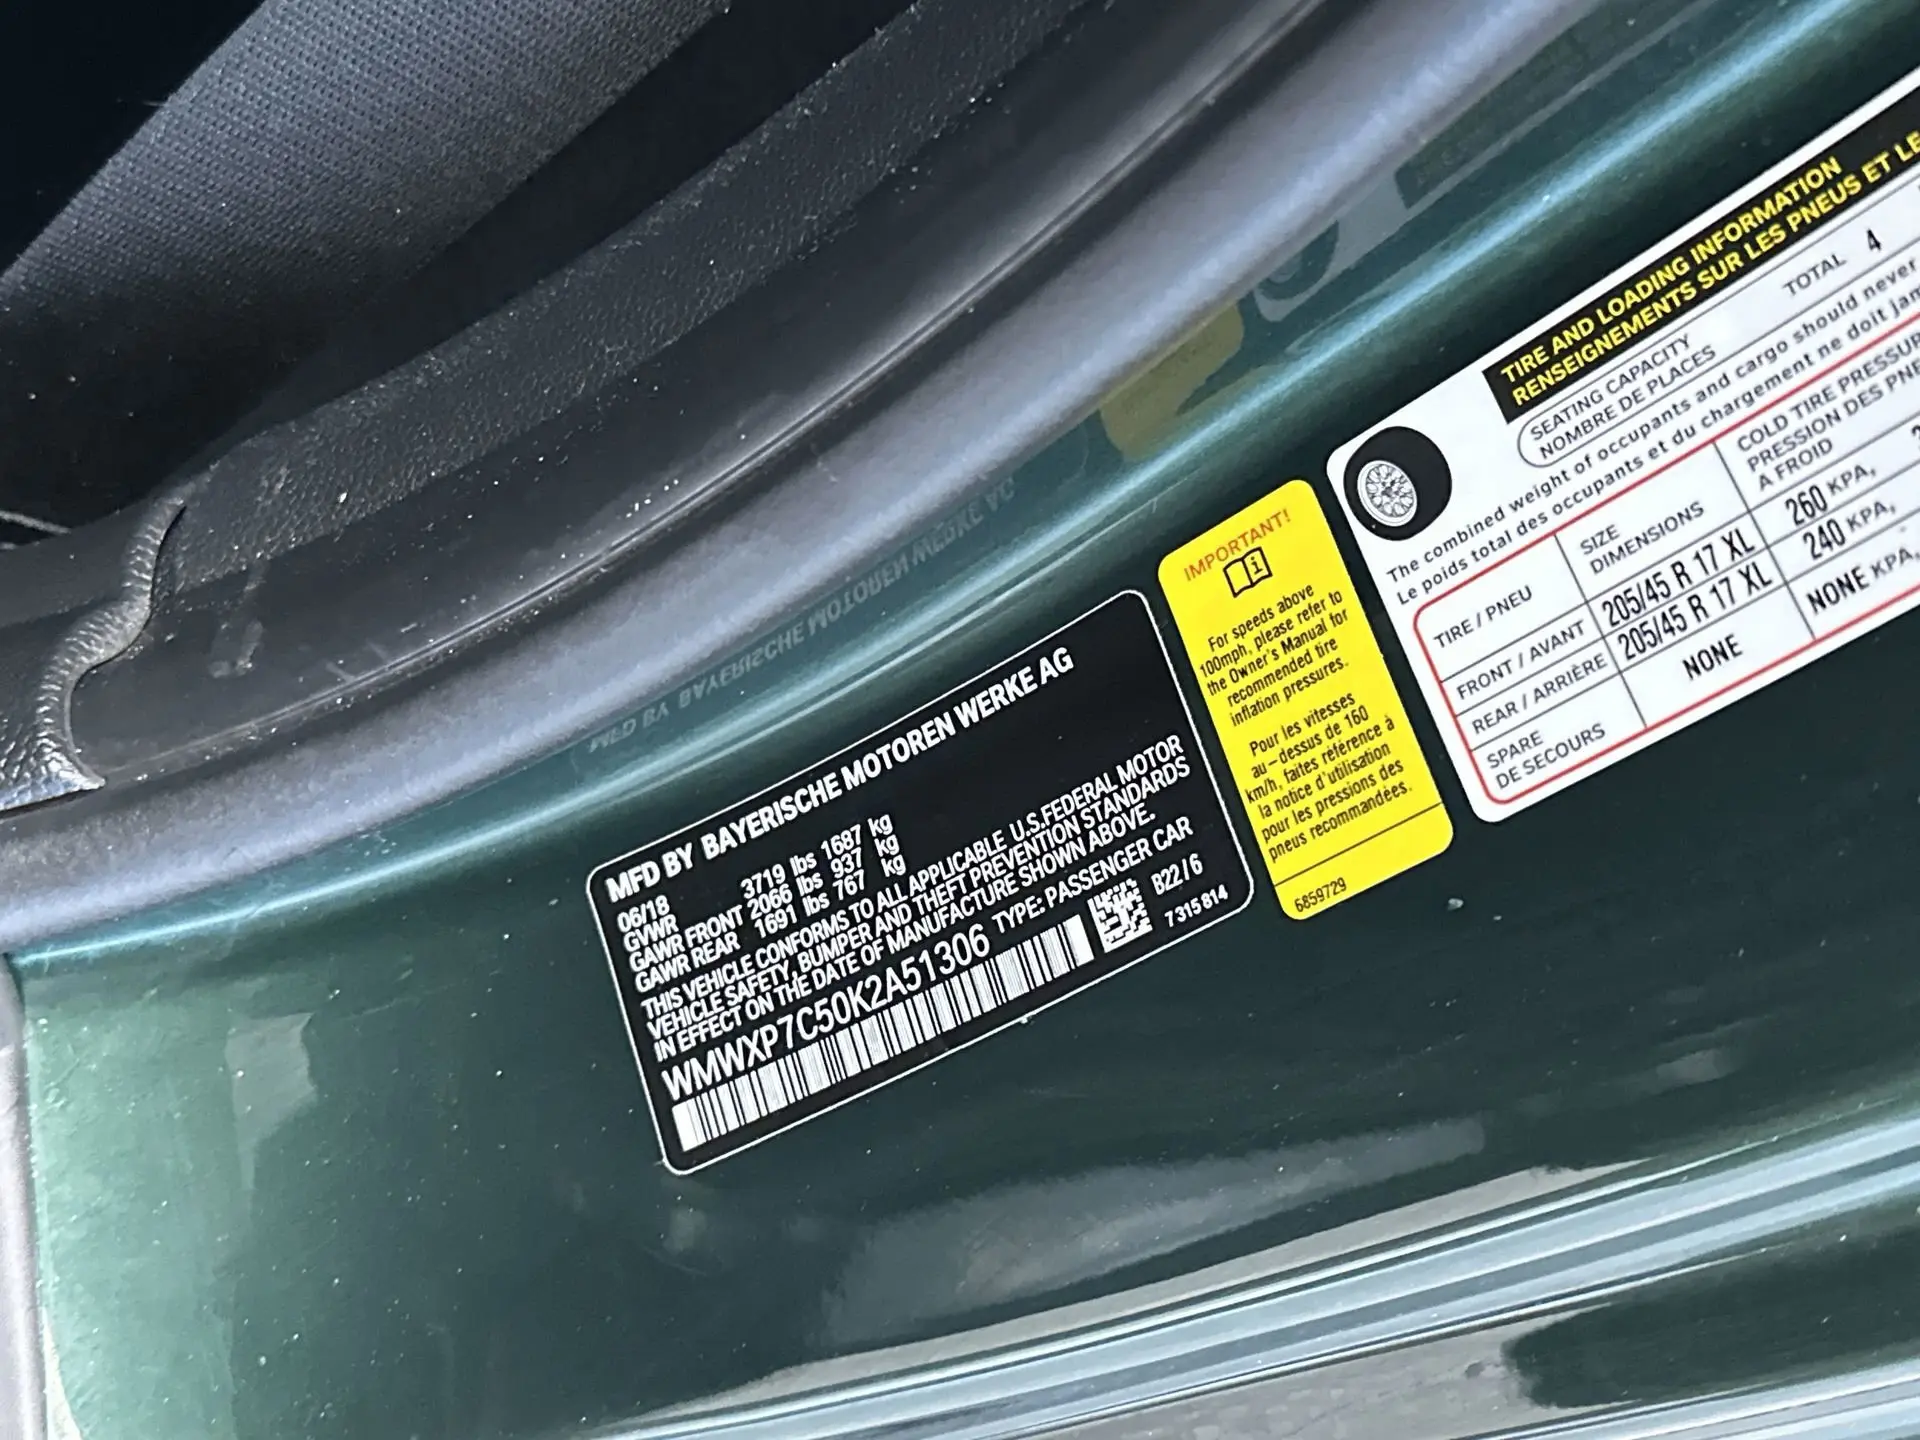 MFD BY BAYERISCHE MOTOREN WERKE AG
06/18
GVWR 3719 lbs 1687 kg
GAWR FRONT 2066 lbs 937 kg
GAWR REAR 1691 lbs 767 kg
THIS VEHICLE CONFORMS TO ALL APPLICABLE U.S.FEDERAL MOTOR
VEHICLE SAFETY, BUMPER AND THEFT PREVENTION STANDARDS
IN EFFECT ON THE DATE OF MANUFACTURE SHOWN ABOVE.
WMWXP7C50K2A51306 TYPE: PASSENGER CAR
B22/6
7 315 814
IMPORTANT!
For speeds above
100mph, please refer to
the Owner's Manual for
recommended tire
inflation pressures.
Pour les vitesses
au-dessus de 160
km/h, faites référence à
la notice d'utilisation
pour les pressions des
pneus recommandées.
6859729
TIRE AND LOADING INFORMATION
RENSEIGNEMENTS SUR LES PNEUS ET LE
SEATING CAPACITY
NOMBRE DE PLACES
TOTAL 4
The combined weight of occupants and cargo should never
Le poids total des occupants et du chargement ne doit jam
TIRE / PNEU
SIZE
DIMENSIONS
COLD TIRE PRESSURE
PRESSION DES PNE
A FROID
FRONT / AVANT 205/45 R 17 XL 260 KPA,
REAR / ARRIÈRE 205/45 R 17 XL 240 KPA,
SPARE
DE SECOURS
NONE NONE KPA,